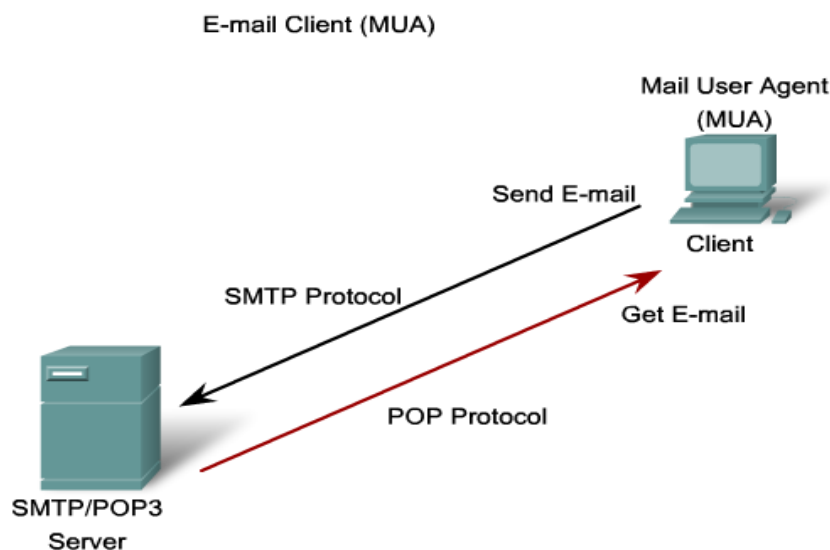 E-mail Client (MUA)
Mail User Agent
(MUA)
Send E-mail
Client
SMTP Protocol
Get E-mail
POP Protocol
SMTP/POP3
Server